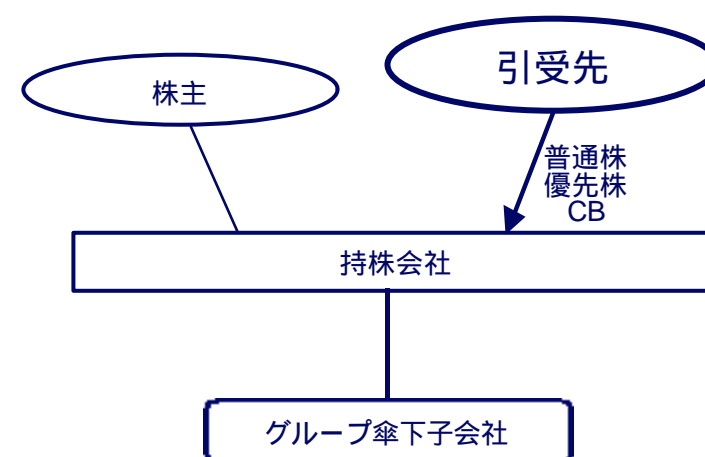 株主
引受先
普通株
優先株
CB
持株会社
グループ傘下子会社